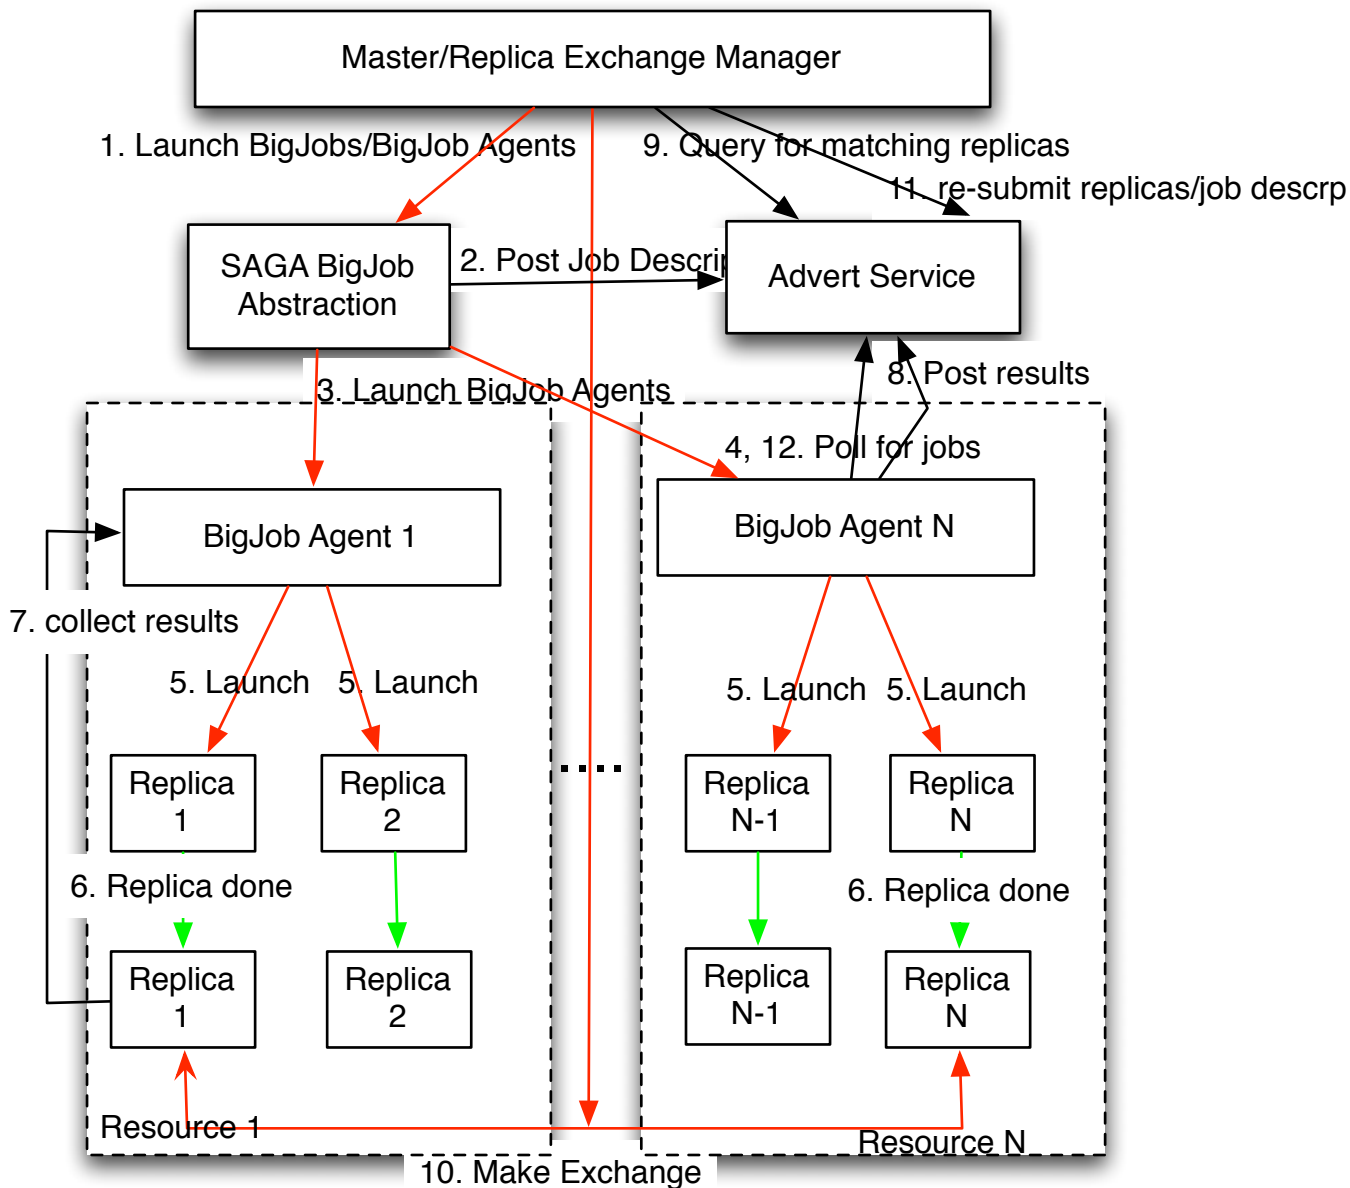 Master/Replica Exchange Manager
1. Launch BigJobs/BigJob Agents
9. Query for matching replicas
11. re-submit replicas/job descrp
SAGA BigJob
Abstraction
2. Post Job Descrip
Advert Service
3. Launch BigJob Agents
8. Post results
4, 12. Poll for jobs
BigJob Agent 1
BigJob Agent N
7. collect results
5. Launch
5. Launch
5. Launch
5. Launch
Replica
1
Replica
2
.....
Replica
N-1
Replica
N
6. Replica done
6. Replica done
Replica
1
Replica
2
Replica
N-1
Replica
N
Resource 1
Resource N
10. Make Exchange